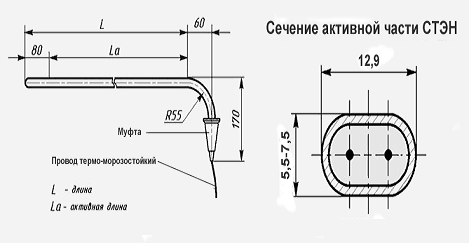 L
60
Сечение активной части СТЭН
80
La
12,9
R55
170
Муфта
5,5-7,5
Провод термо-морозостойкий
L - длина
La - активная длина